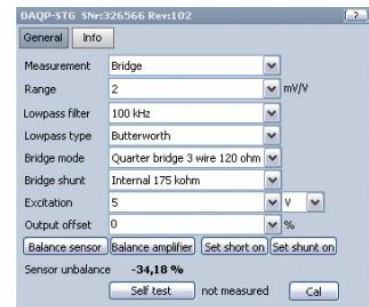 DAQP-STG SNr:326566 Rev:102 ?
General Info
Measurement Bridge
Range 2 mV/V
Lowpass filter 100 kHz
Lowpass type Butterworth
Bridge mode Quarter bridge 3 wire 120 ohm
Bridge shunt Internal 175 kohm
Excitation 5 V
Output offset 0 %
Balance sensor Balance amplifier Set short on Set shunt on
Sensor unbalance -34,18 %
Self test not measured Cal